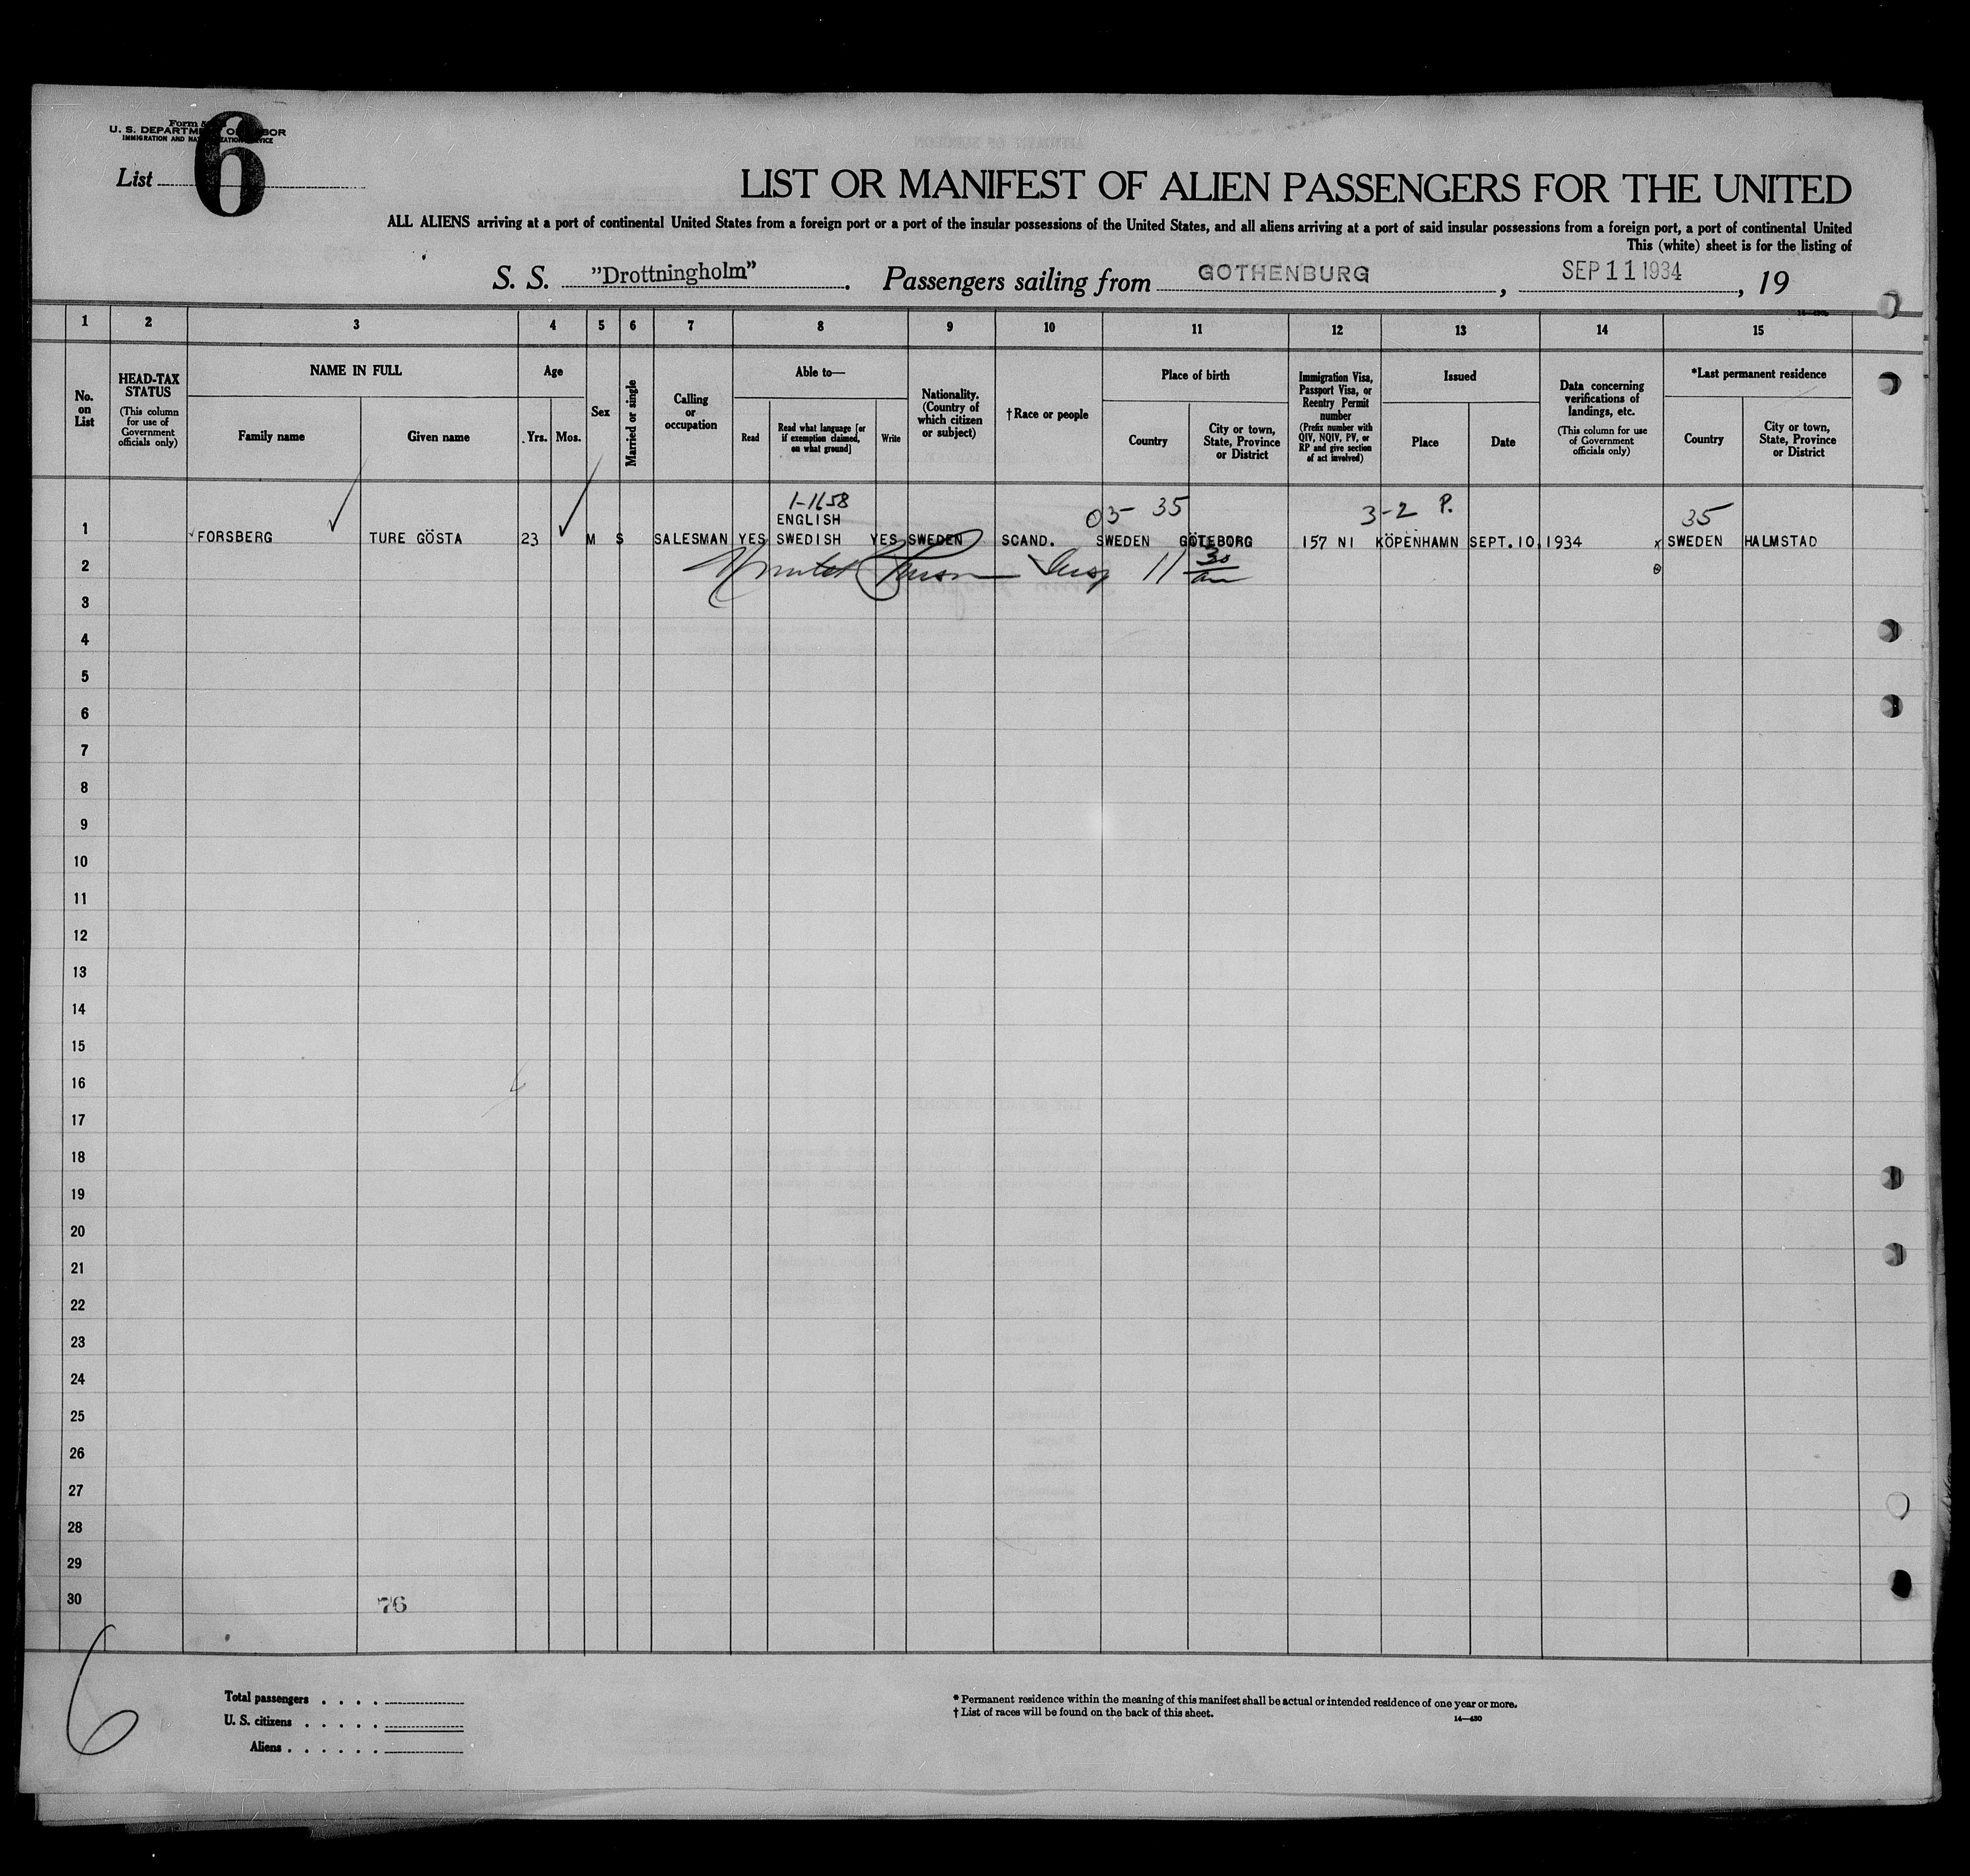 Form
U. S. DEPARTMENT OF LABOR
IMMIGRATION AND NATURALIZATION SERVICE
List 6
LIST OR MANIFEST OF ALIEN PASSENGERS FOR THE UNITED
ALL ALIENS arriving at a port of continental United States from a foreign port or a port of the insular possessions of the United States, and all aliens arriving at a port of said insular possessions from a foreign port, a port of continental United
This (white) sheet is for the listing of
S. S. "Drottningholm". Passengers sailing from GOTHENBURG, SEP 11 1934, 19
1 2 3 4 5 6 7 8 9 10 11 12 13 14 15
No. on List
HEAD-TAX STATUS
(This column for use of Government officials only)
NAME IN FULL
Family name Given name
Age
Yrs. Mos.
Sex
Married or single
Calling or occupation
Able to—
Read
Read what language [or if exemption claimed, on what ground]
Write
Nationality. (Country of which citizen or subject)
†Race or people
Place of birth
Country
City or town, State, Province or District
Immigration Visa, Passport Visa, or Reentry Permit number
(Prefix number with QIV, NQIV, PV, or RP and give section of act involved)
Issued
Place Date
Data concerning verifications of landings, etc.
(This column for use of Government officials only)
*Last permanent residence
Country
City or town, State, Province or District
1-1658 05 35 3-2 P. 35
ENGLISH
1 FORSBERG TURE GÖSTA 23 M S SALESMAN YES SWEDISH YES SWEDEN SCAND. SWEDEN GÖTEBORG 157 NI KÖPENHAMN SEPT.10,1934 x SWEDEN HALMSTAD
2 11 30 am
3
4
5
6
7
8
9
10
11
12
13
14
15
16
17
18
19
20
21
22
23
24
25
26
27
28
29
30
76
6
Total passengers . . . .
U. S. citizens . . . . .
Aliens . . . . . .
* Permanent residence within the meaning of this manifest shall be actual or intended residence of one year or more.
† List of races will be found on the back of this sheet.
14—430